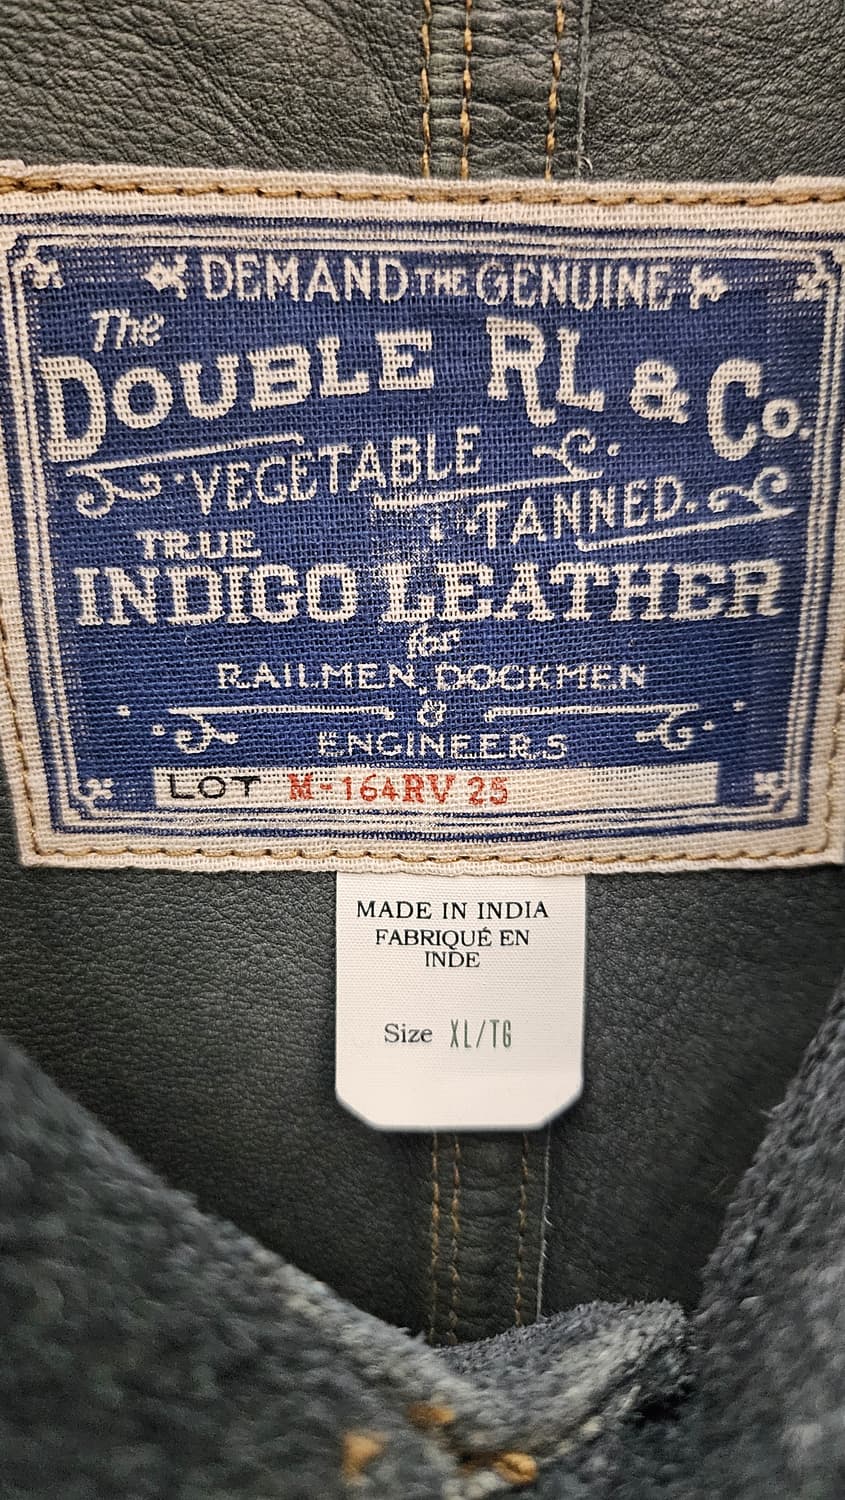 DEMAND THE GENUINE
The
DOUBLE RL & Co.
VEGETABLE
TANNED.
TRUE
INDIGO LEATHER
for
RAILMEN, DOCKMEN
&
ENGINEERS
LOT M-164RV 25
MADE IN INDIA
FABRIQUÉ EN
INDE
Size XL/TG